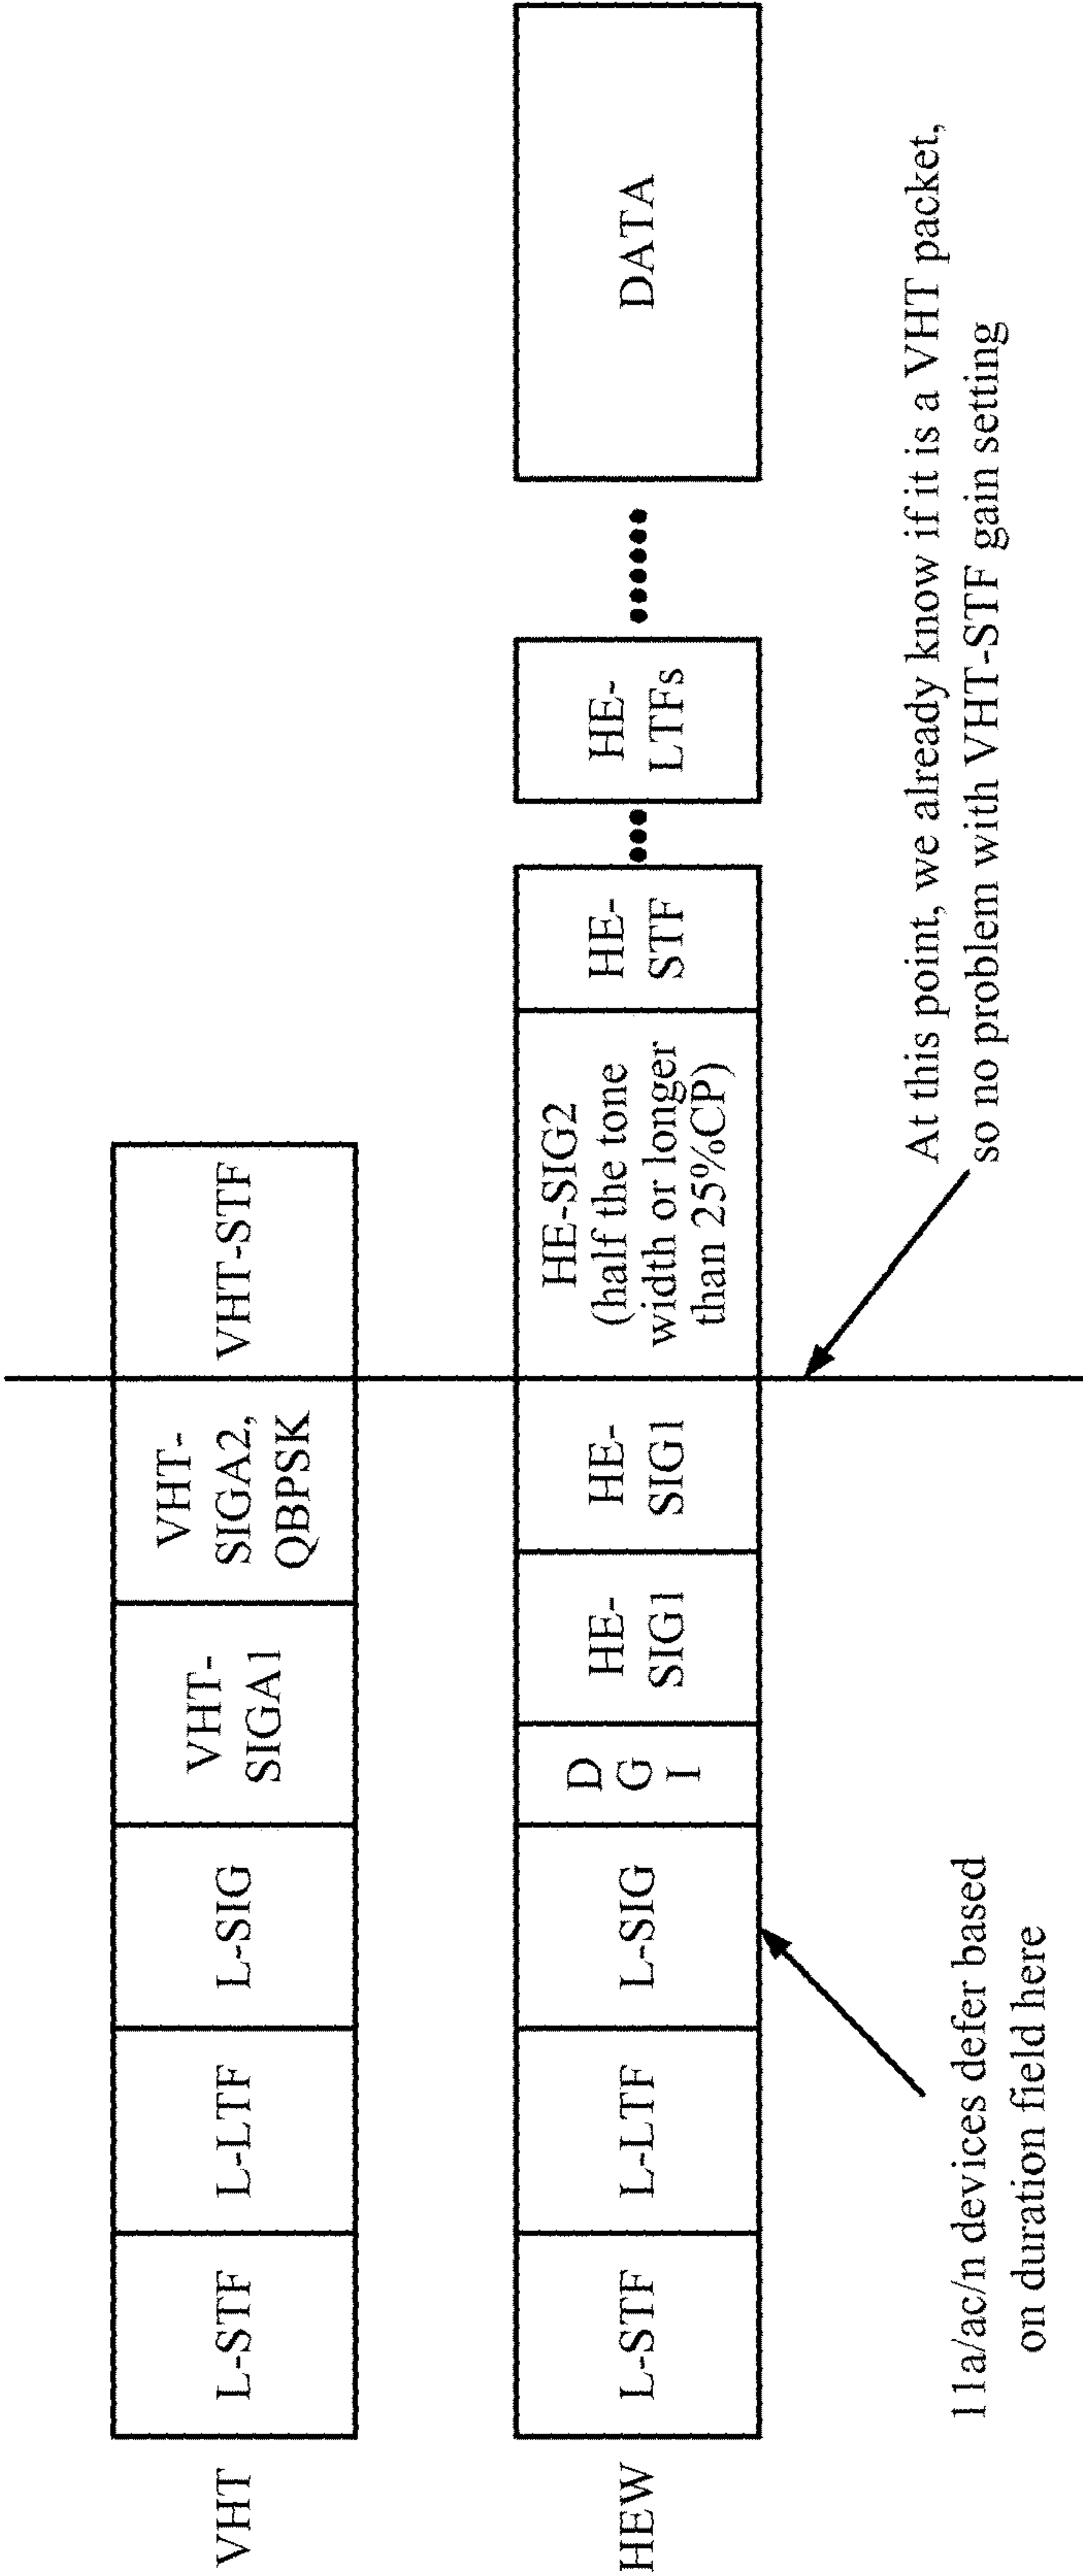 VHT
L-STF
L-LTF
L-SIG
VHT-
SIGA1
VHT-
SIGA2,
QBPSK
VHT-STF
HEW
L-STF
L-LTF
L-SIG
D
G
I
HE-
SIG1
HE-
SIG1
HE-SIG2
(half the tone
width or longer
than 25%CP)
HE-
STF
HE-
LTFs
DATA
11a/ac/n devices defer based
on duration field here
At this point, we already know if it is a VHT packet,
so no problem with VHT-STF gain setting